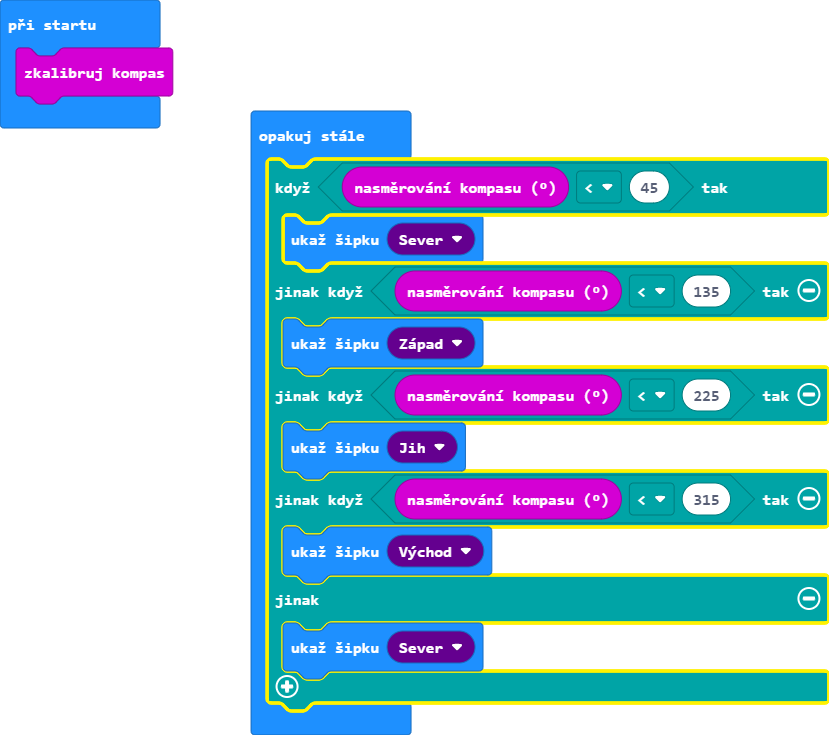 při startu
zkalibruj kompas
opakuj stále
když nasměrování kompasu (º) < 45 tak
ukaž šipku Sever
jinak když nasměrování kompasu (º) < 135 tak
ukaž šipku Západ
jinak když nasměrování kompasu (º) < 225 tak
ukaž šipku Jih
jinak když nasměrování kompasu (º) < 315 tak
ukaž šipku Východ
jinak
ukaž šipku Sever